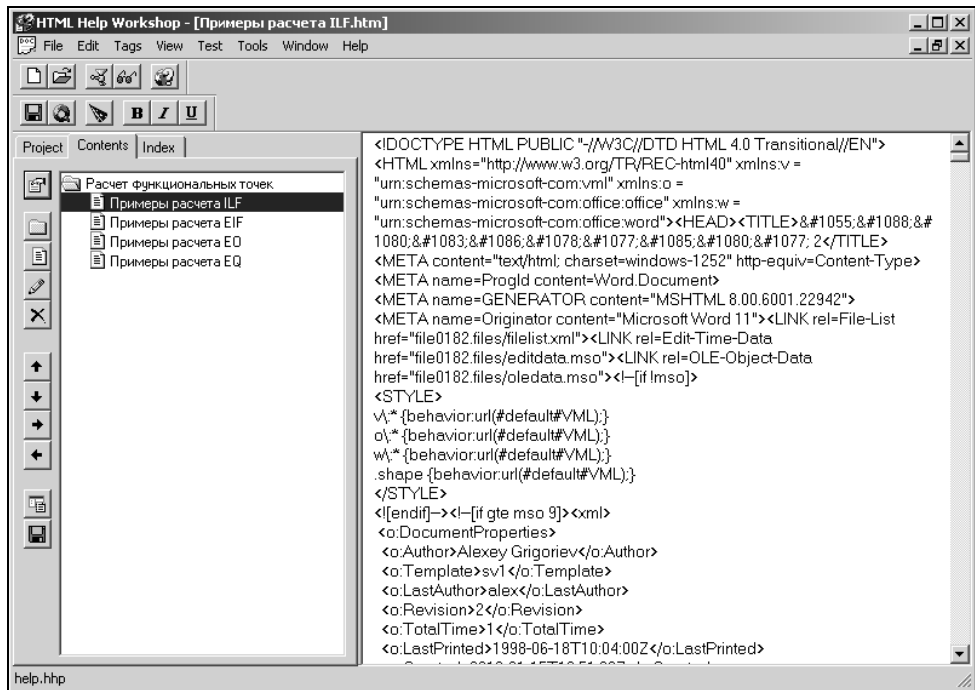 HTML Help Workshop - [Примеры расчета ILF.htm]
File Edit Tags View Test Tools Window Help
B I U
Project Contents Index
Расчет функциональных точек
Примеры расчета ILF
Примеры расчета EIF
Примеры расчета EO
Примеры расчета EQ
<!DOCTYPE HTML PUBLIC "-//W3C//DTD HTML 4.0 Transitional//EN">
<HTML xmlns="http://www.w3.org/TR/REC-html40" xmlns:v =
"urn:schemas-microsoft-com:vml" xmlns:o =
"urn:schemas-microsoft-com:office:office" xmlns:w =
"urn:schemas-microsoft-com:office:word"><HEAD><TITLE>&#1055;&#1088;&#
1080;&#1083;&#1086;&#1078;&#1077;&#1085;&#1080;&#1077; 2</TITLE>
<META content="text/html; charset=windows-1252" http-equiv=Content-Type>
<META name=ProgId content=Word.Document>
<META name=GENERATOR content="MSHTML 8.00.6001.22942">
<META name=Originator content="Microsoft Word 11"><LINK rel=File-List
href="file0182.files/filelist.xml"><LINK rel=Edit-Time-Data
href="file0182.files/editdata.mso"><LINK rel=OLE-Object-Data
href="file0182.files/oledata.mso"><!--[if !mso]>
<STYLE>
v\:* {behavior:url(#default#VML);}
o\:* {behavior:url(#default#VML);}
w\:* {behavior:url(#default#VML);}
.shape {behavior:url(#default#VML);}
</STYLE>
<![endif]--><!--[if gte mso 9]><xml>
<o:DocumentProperties>
<o:Author>Alexey Grigoriev</o:Author>
<o:Template>sv1</o:Template>
<o:LastAuthor>alex</o:LastAuthor>
<o:Revision>2</o:Revision>
<o:TotalTime>1</o:TotalTime>
<o:LastPrinted>1998-06-18T10:04:00Z</o:LastPrinted>
help.hhp